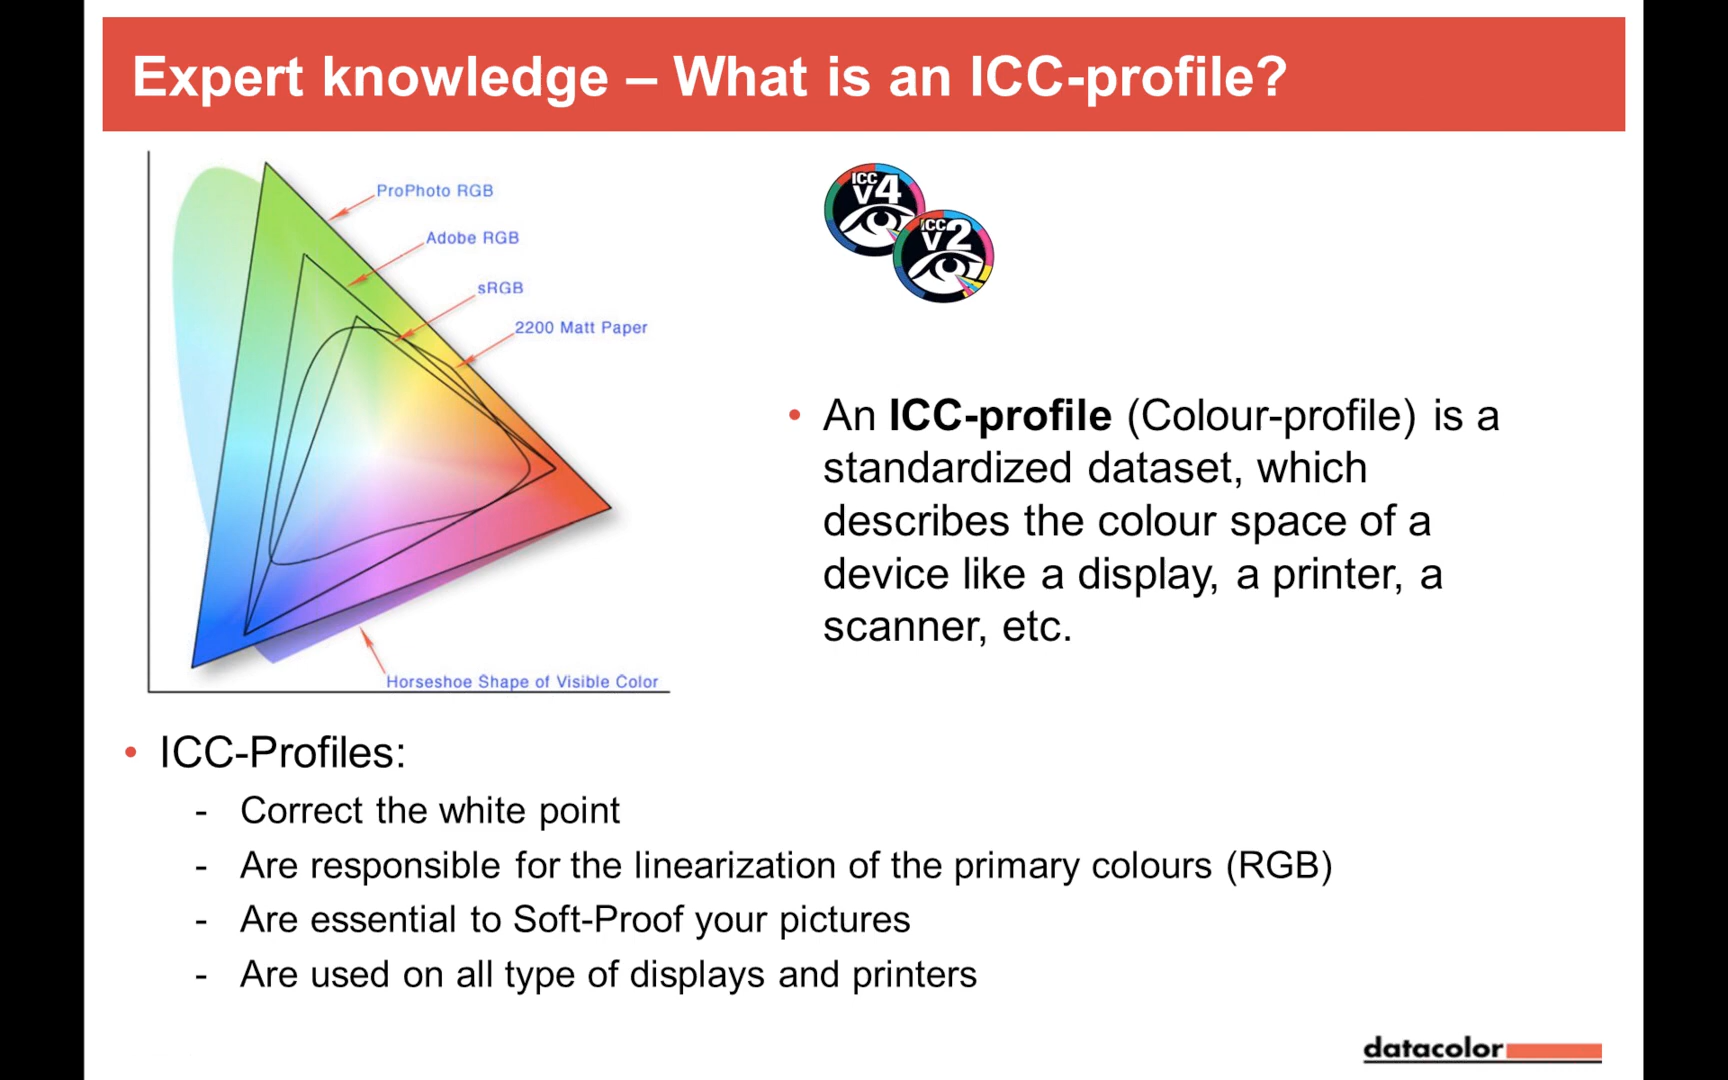 Expert knowledge – What is an ICC-profile?
ProPhoto RGB
Adobe RGB
sRGB
2200 Matt Paper
Horseshoe Shape of Visible Color
ICC
V4
ICC
V2
• An ICC-profile (Colour-profile) is a
standardized dataset, which
describes the colour space of a
device like a display, a printer, a
scanner, etc.
• ICC-Profiles:
- Correct the white point
- Are responsible for the linearization of the primary colours (RGB)
- Are essential to Soft-Proof your pictures
- Are used on all type of displays and printers
datacolor